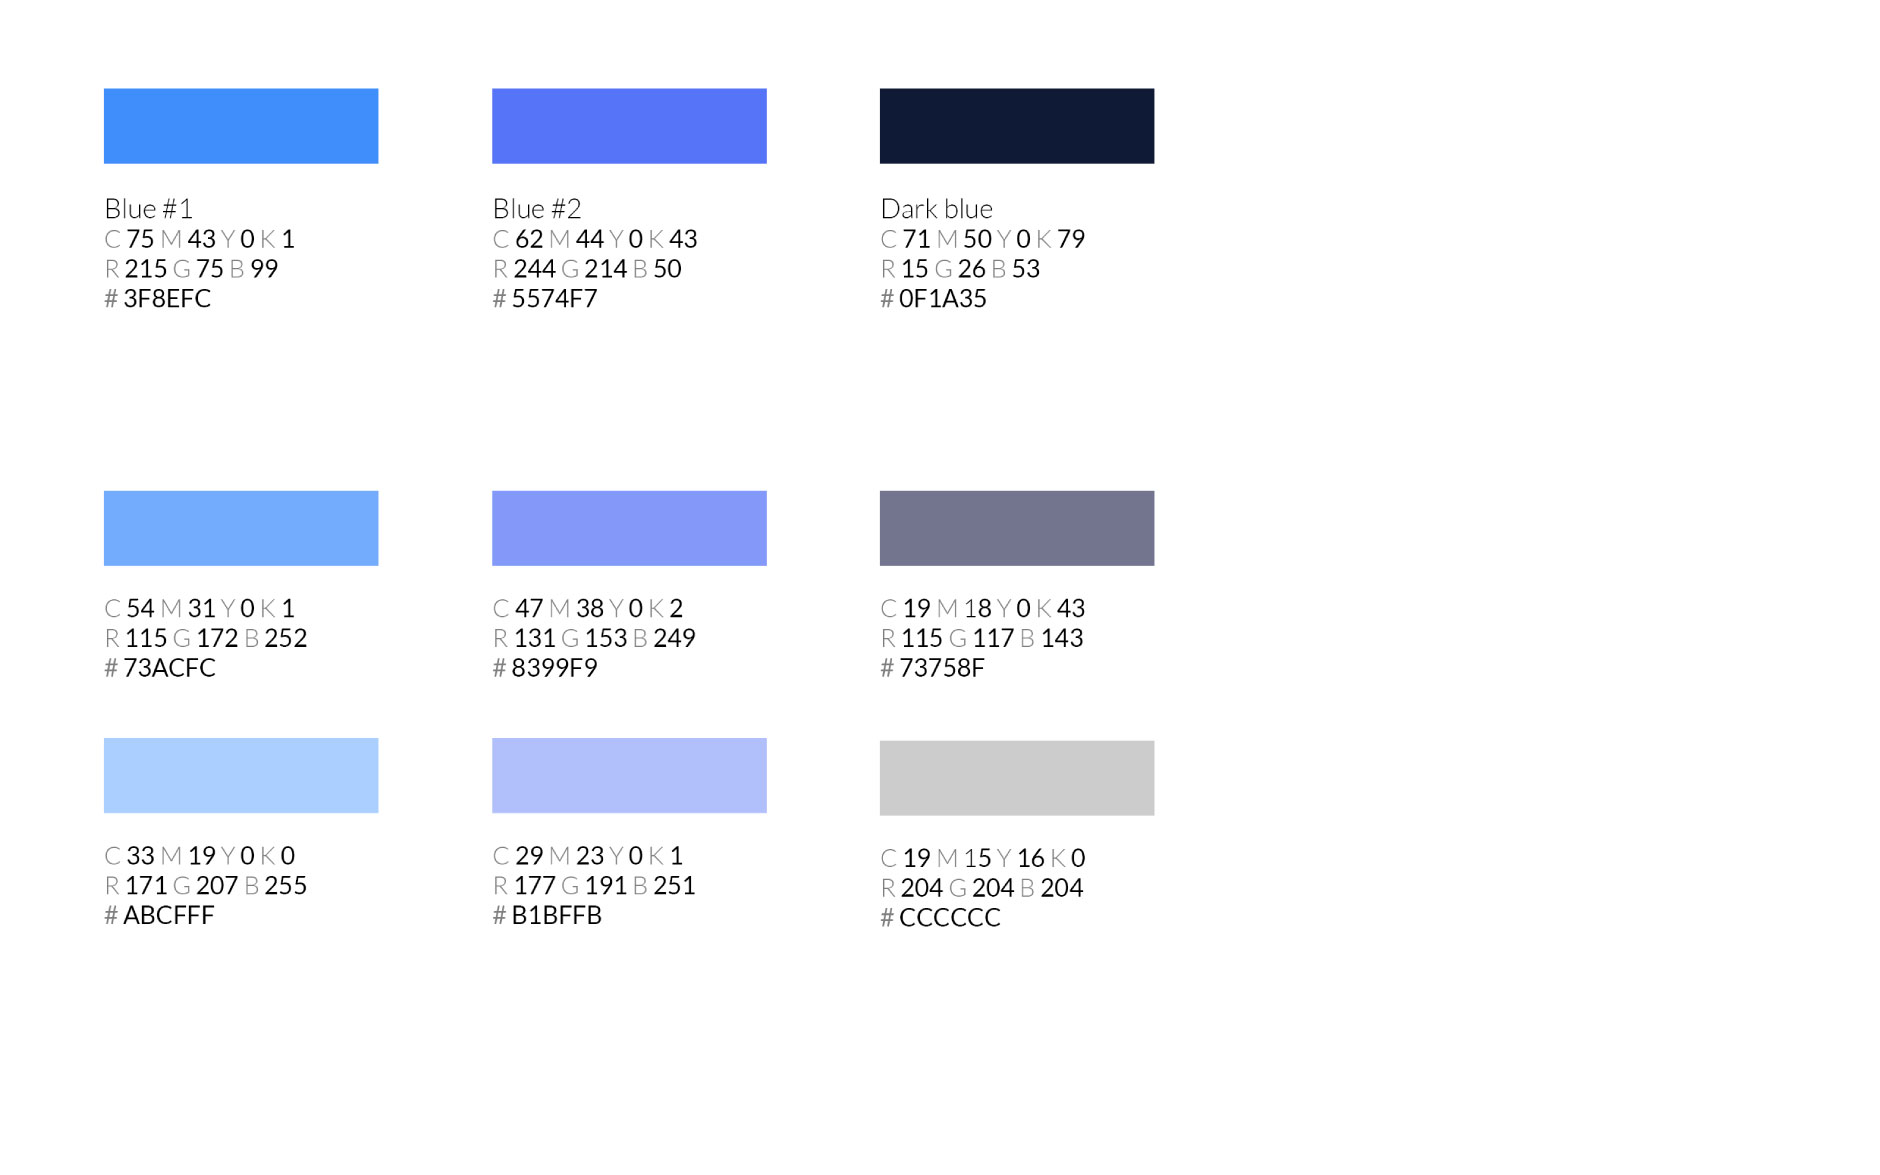 Blue #1
C 75 M 43 Y 0 K 1
R 215 G 75 B 99
# 3F8EFC
Blue #2
C 62 M 44 Y 0 K 43
R 244 G 214 B 50
# 5574F7
Dark blue
C 71 M 50 Y 0 K 79
R 15 G 26 B 53
# 0F1A35
C 54 M 31 Y 0 K 1
R 115 G 172 B 252
# 73ACFC
C 47 M 38 Y 0 K 2
R 131 G 153 B 249
# 8399F9
C 19 M 18 Y 0 K 43
R 115 G 117 B 143
# 73758F
C 33 M 19 Y 0 K 0
R 171 G 207 B 255
# ABCFFF
C 29 M 23 Y 0 K 1
R 177 G 191 B 251
# B1BFFB
C 19 M 15 Y 16 K 0
R 204 G 204 B 204
# CCCCCC